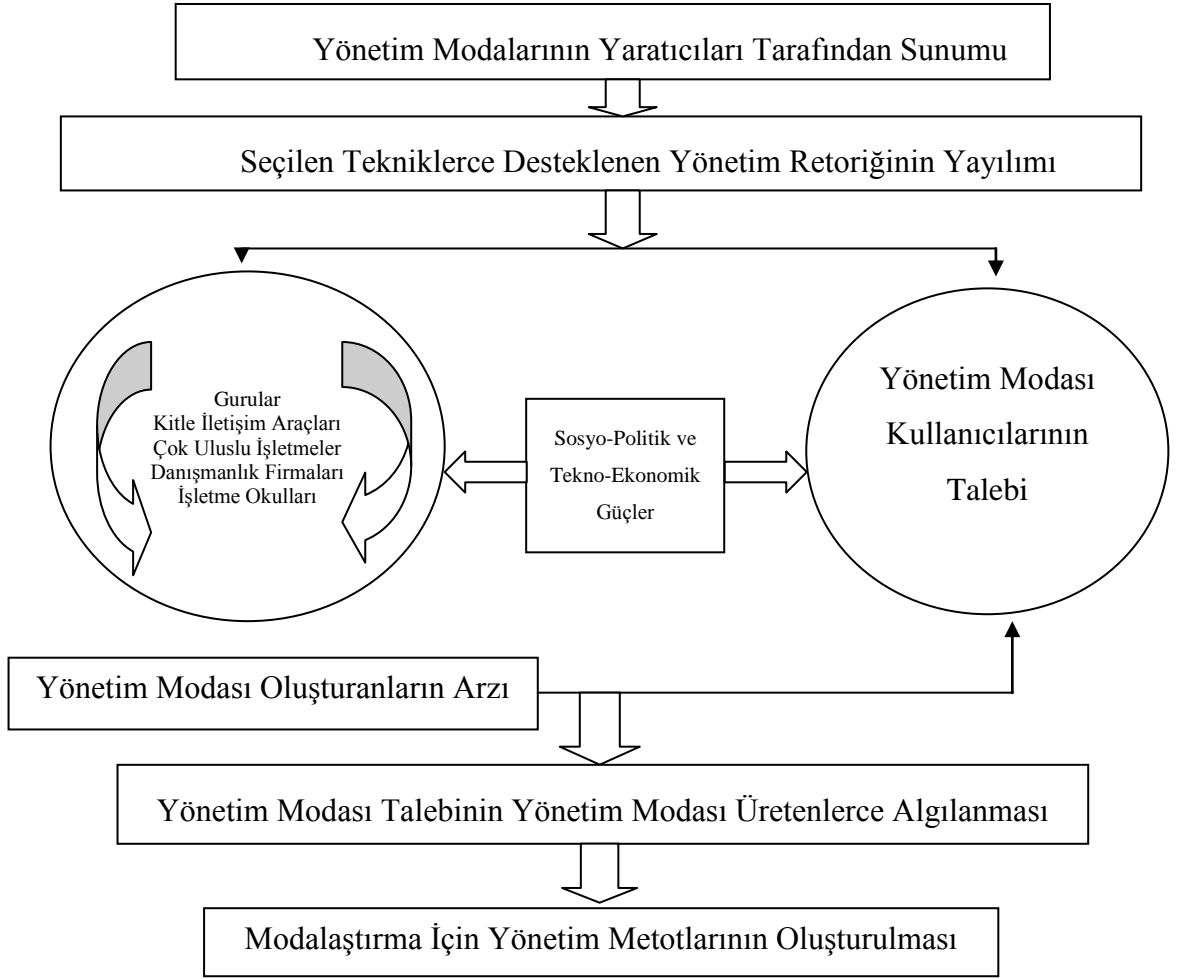 Yönetim Modalarının Yaratıcıları Tarafından Sunumu
Seçilen Tekniklerce Desteklenen Yönetim Retoriğinin Yayılımı
Gurular
Kitle İletişim Araçları
Çok Uluslu İşletmeler
Danışmanlık Firmaları
İşletme Okulları
Sosyo-Politik ve
Tekno-Ekonomik
Güçler
Yönetim Modası
Kullanıcılarının
Talebi
Yönetim Modası Oluşturanların Arzı
Yönetim Modası Talebinin Yönetim Modası Üretenlerce Algılanması
Modalaştırma İçin Yönetim Metotlarının Oluşturulması